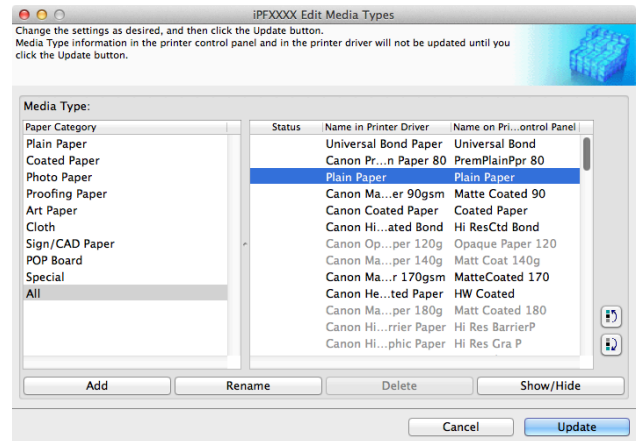 iPFXXXX Edit Media Types
Change the settings as desired, and then click the Update button.
Media Type information in the printer control panel and in the printer driver will not be updated until you
click the Update button.
Media Type:
Paper Category
Plain Paper
Coated Paper
Photo Paper
Proofing Paper
Art Paper
Cloth
Sign/CAD Paper
POP Board
Special
All
Status Name in Printer Driver Name on Pri...ontrol Panel
Universal Bond Paper Universal Bond
Canon Pr...n Paper 80 PremPlainPpr 80
Plain Paper Plain Paper
Canon Ma...er 90gsm Matte Coated 90
Canon Coated Paper Coated Paper
Canon Hi...ated Bond Hi ResCtd Bond
Canon Op...per 120g Opaque Paper 120
Canon Ma...per 140g Matt Coat 140g
Canon Ma...r 170gsm MatteCoated 170
Canon He...ted Paper HW Coated
Canon Ma...per 180g Matt Coated 180
Canon Hi...rrier Paper Hi Res BarrierP
Canon Hi...phic Paper Hi Res Gra P
Add Rename Delete Show/Hide
Cancel Update